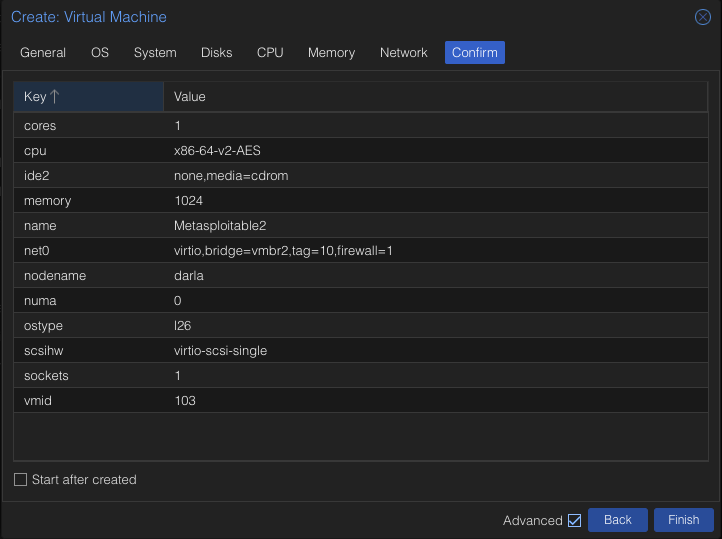 Create: Virtual Machine
General OS System Disks CPU Memory Network Confirm
Key ↑ Value
cores 1
cpu x86-64-v2-AES
ide2 none,media=cdrom
memory 1024
name Metasploitable2
net0 virtio,bridge=vmbr2,tag=10,firewall=1
nodename darla
numa 0
ostype l26
scsihw virtio-scsi-single
sockets 1
vmid 103
Start after created
Advanced Back Finish